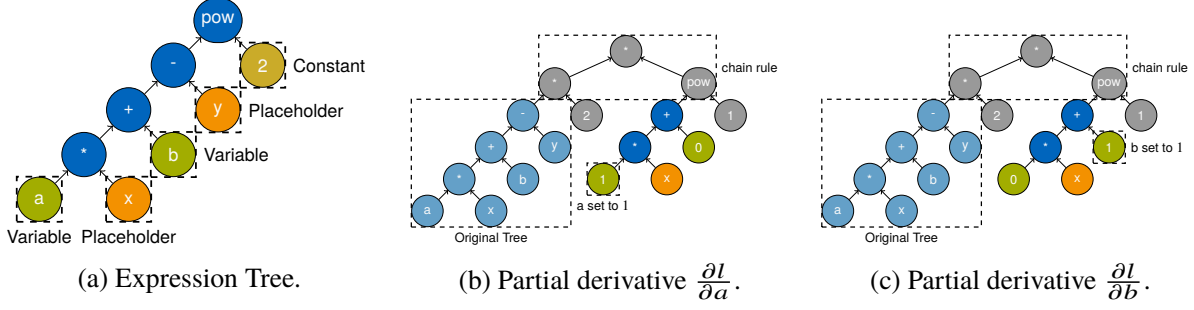 pow
-
2
Constant
+
y
Placeholder
*
b
Variable
a
x
Variable
Placeholder
(a) Expression Tree.
*
chain rule
*
pow
-
2
+
1
+
y
*
0
*
b
1
x
a set to 1
a
x
Original Tree
(b) Partial derivative ∂l/∂a.
*
chain rule
*
pow
-
2
+
1
+
y
*
1
b set to 1
*
b
0
x
a
x
Original Tree
(c) Partial derivative ∂l/∂b.